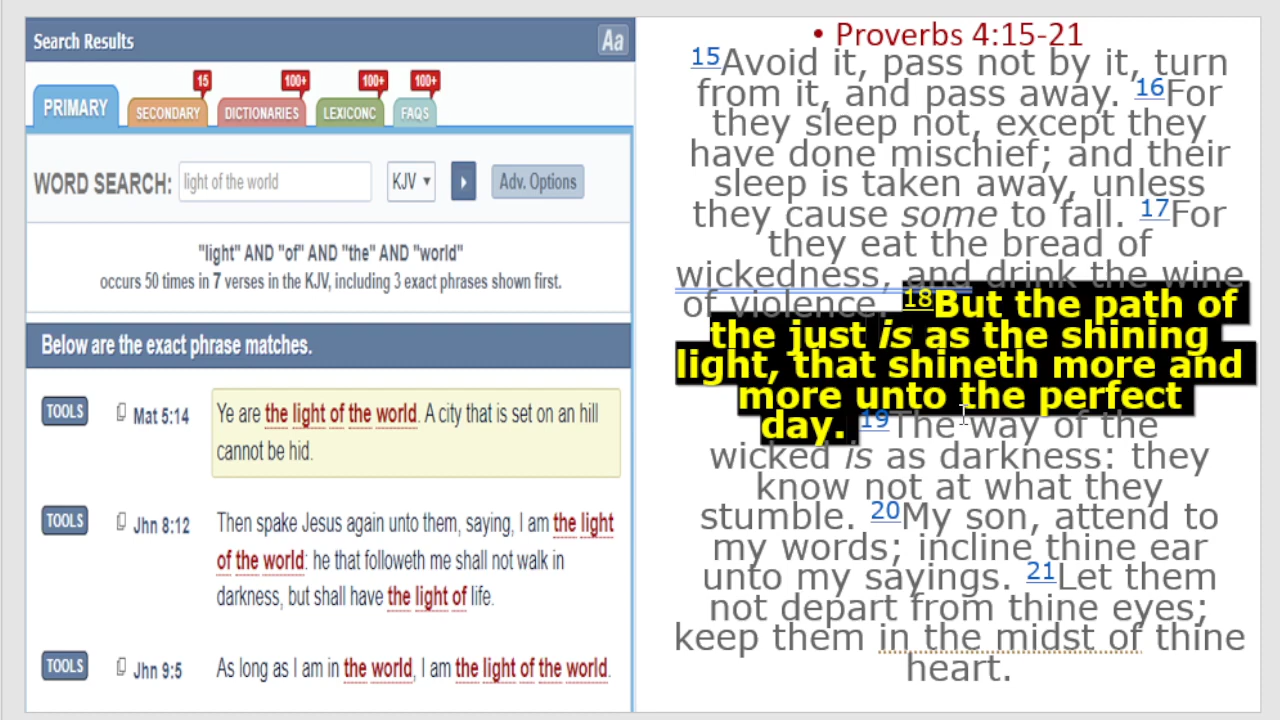 Search Results
Aa
15
100+
100+
100+
PRIMARY
SECONDARY
DICTIONARIES
LEXICONC
FAQS
WORD SEARCH:
light of the world
KJV
Adv. Options
"light" AND "of" AND "the" AND "world"
occurs 50 times in 7 verses in the KJV, including 3 exact phrases shown first.
Below are the exact phrase matches.
TOOLS
Mat 5:14
Ye are the light of the world. A city that is set on an hill
cannot be hid.
TOOLS
Jhn 8:12
Then spake Jesus again unto them, saying, I am the light
of the world: he that followeth me shall not walk in
darkness, but shall have the light of life.
TOOLS
Jhn 9:5
As long as I am in the world, I am the light of the world.
• Proverbs 4:15-21
15Avoid it, pass not by it, turn
from it, and pass away. 16For
they sleep not, except they
have done mischief; and their
sleep is taken away, unless
they cause some to fall. 17For
they eat the bread of
wickedness, and drink the wine
of violence. 18But the path of
the just is as the shining
light, that shineth more and
more unto the perfect
day. 19The way of the
wicked is as darkness: they
know not at what they
stumble. 20My son, attend to
my words; incline thine ear
unto my sayings. 21Let them
not depart from thine eyes;
keep them in the midst of thine
heart.